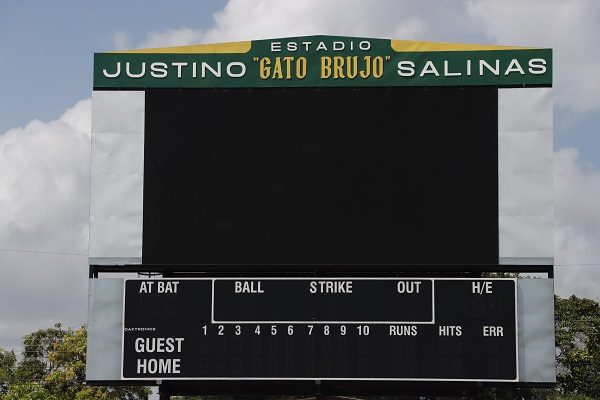 ESTADIO
JUSTINO "GATO BRUJO" SALINAS
AT BAT BALL STRIKE OUT H/E
DAKTRONICS 1 2 3 4 5 6 7 8 9 10 RUNS HITS ERR
GUEST
HOME